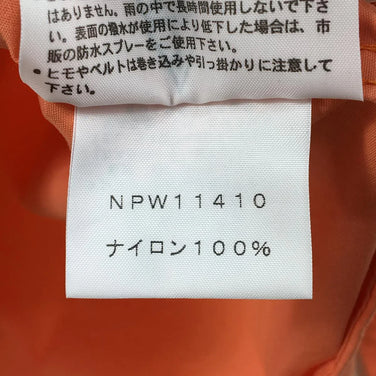 はありません。雨の中で長時間使用しないで下さ
い。表面の撥水が使用により低下した場合は、市
販の防水スプレーをご使用下さい。
・ヒモやベルトは巻き込みや引っ掛かりに注意して
下さい。
NPW11410
ナイロン100%